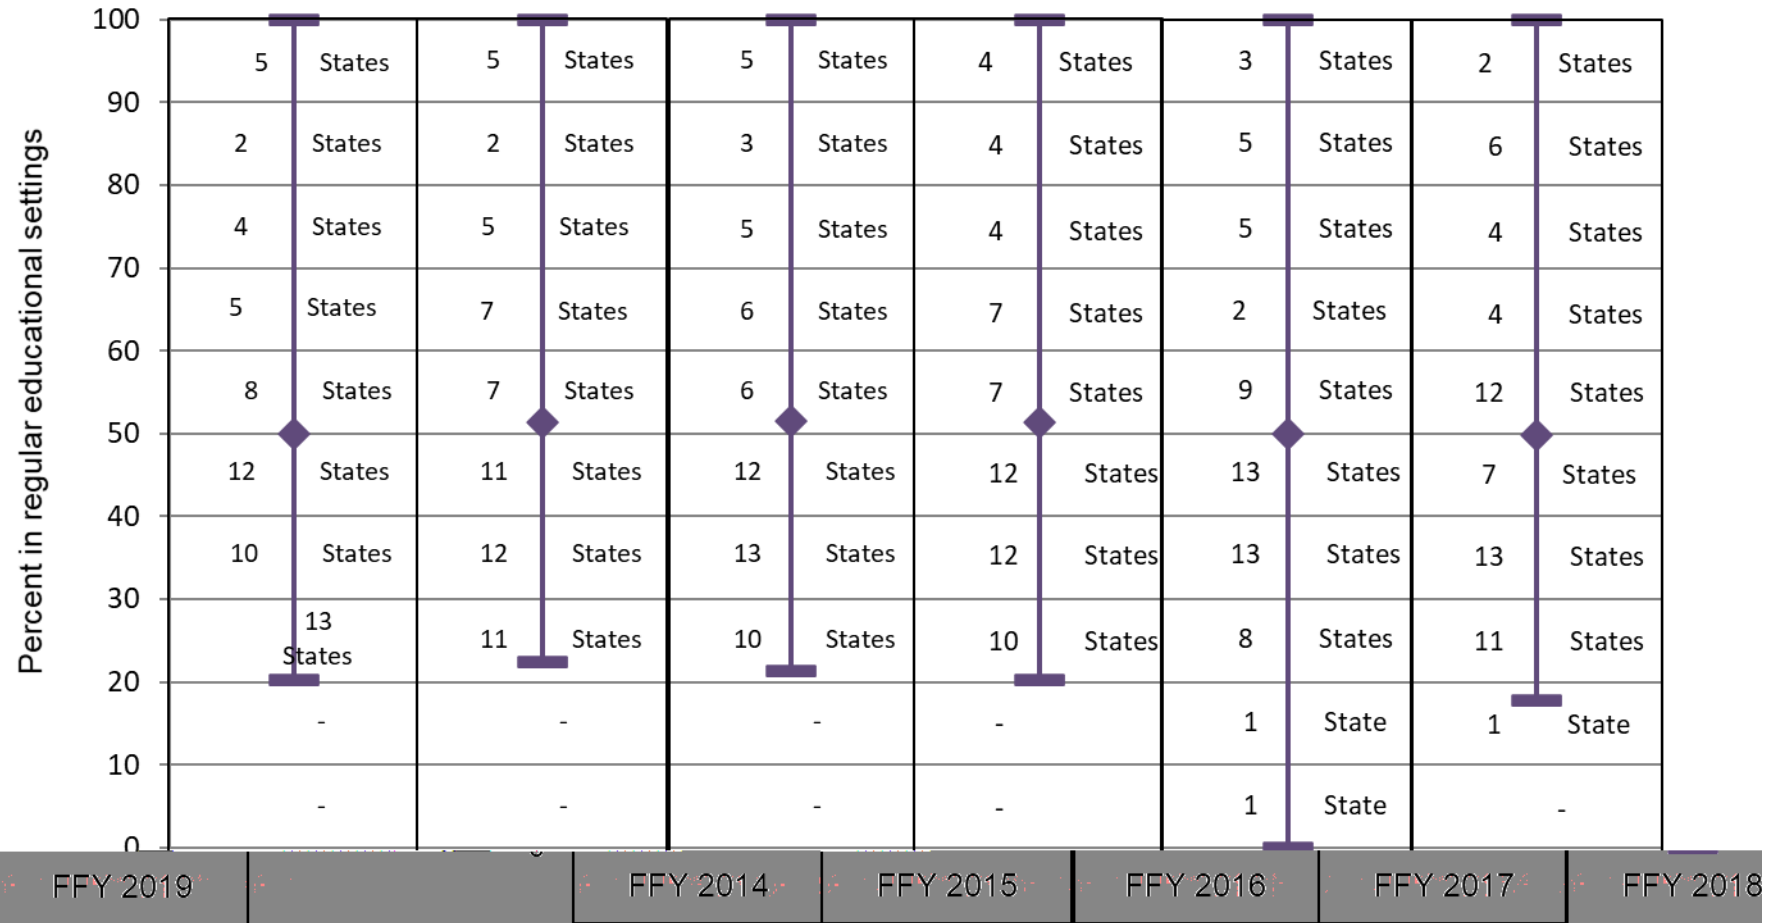 Percent in regular educational settings
100
5 States 5 States 5 States 4 States 3 States 2 States
90
2 States 2 States 3 States 4 States 5 States 6 States
80
4 States 5 States 5 States 4 States 5 States 4 States
70
5 States 7 States 6 States 7 States 2 States 4 States
60
8 States 7 States 6 States 7 States 9 States 12 States
50
12 States 11 States 12 States 12 States 13 States 7 States
40
10 States 12 States 13 States 12 States 13 States 13 States
30
13
States 11 States 10 States 10 States 8 States 11 States
20
- - - - 1 State 1 State
10
- - - - 1 State -
0
FFY 2019 FFY 2014 FFY 2015 FFY 2016 FFY 2017 FFY 2018